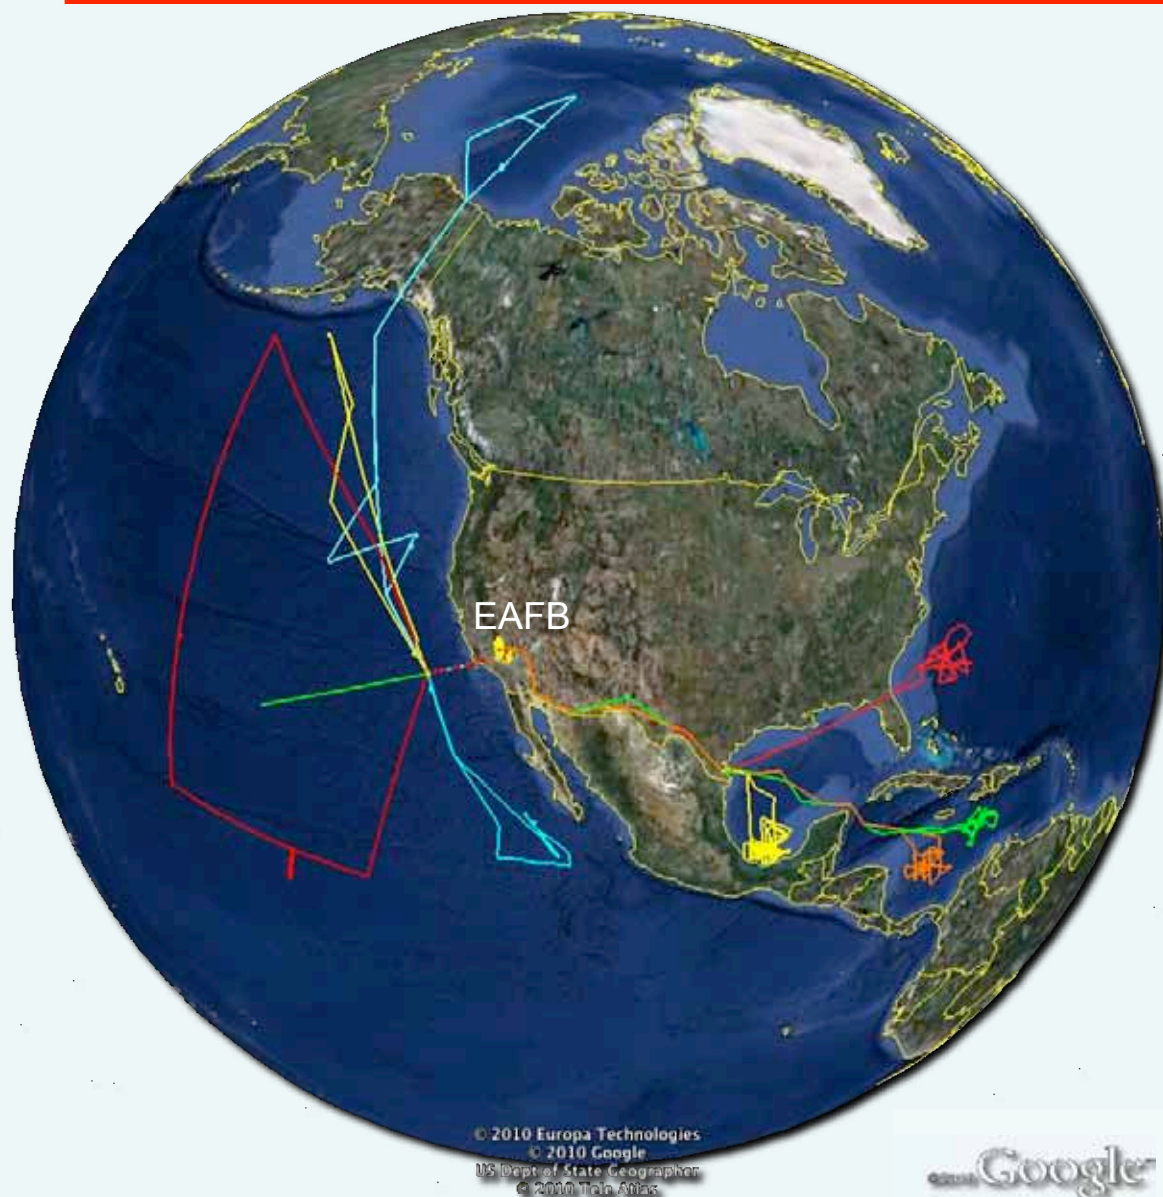 EAFB
© 2010 Europa Technologies
© 2010 Google
US Dept of State Geographer
© 2010 Tele Atlas
Google